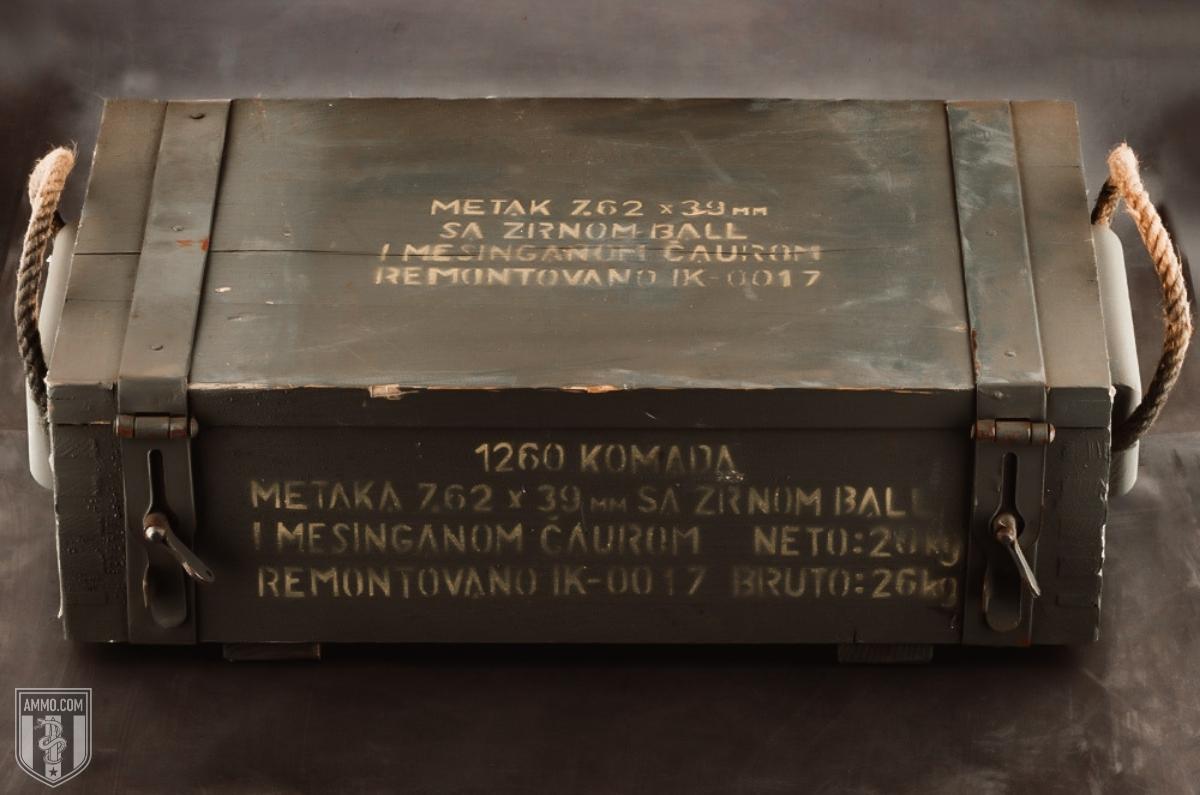 METAK 7.62 x 39 mm
SA ZRNOM BALL
I MESINGANOM ČAUROM
REMONTOVANO IK-0017
1260 KOMADA
METAKA 7.62 x 39 mm SA ZRNOM BALL
I MESINGANOM ČAUROM NETO: 20 kg
REMONTOVANO IK-0017 BRUTO: 26 kg
AMMO.COM